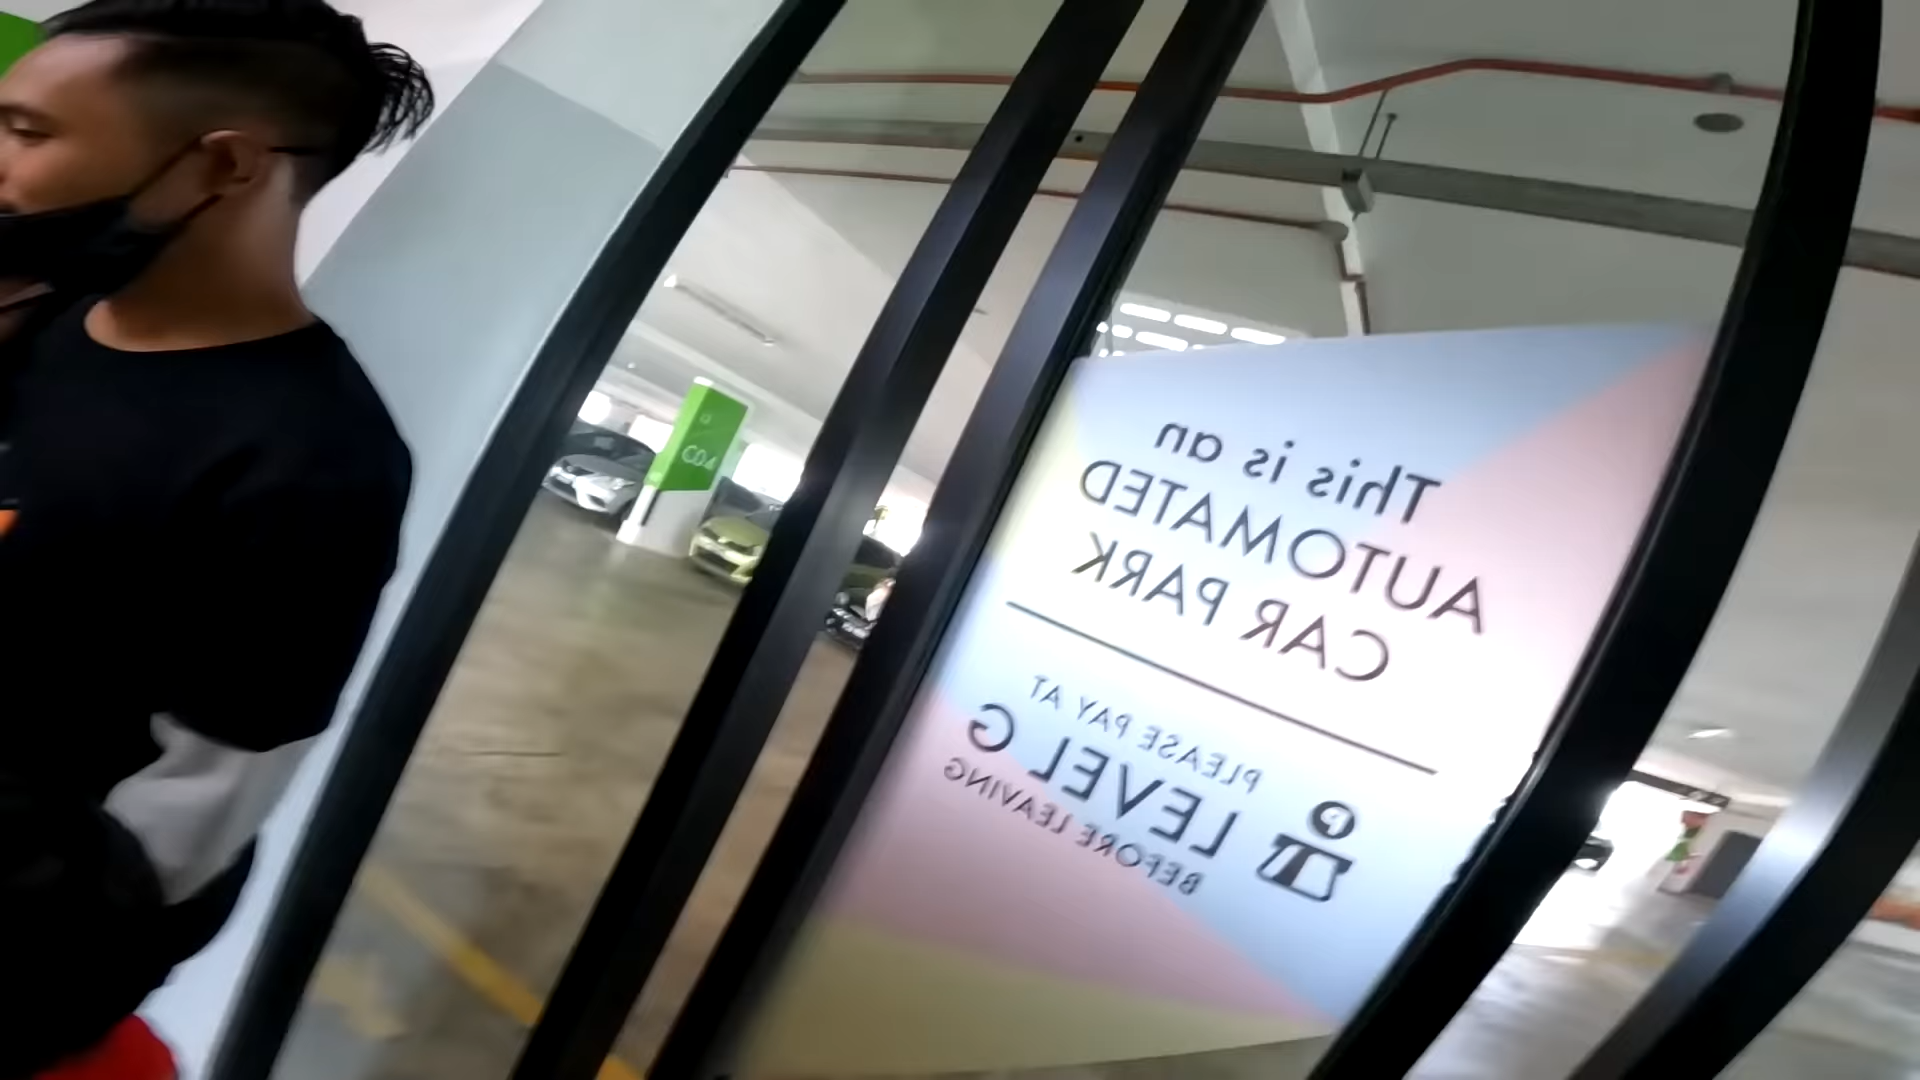 This is an
AUTOMATED
CAR PARK
PLEASE PAY AT
LEVEL G
BEFORE LEAVING
P
G
C04